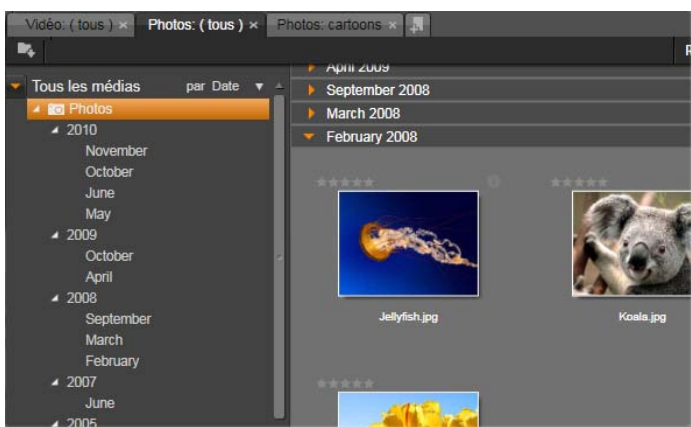 Vidéo: ( tous ) × Photos: ( tous ) × Photos: cartoons ×
Tous les médias par Date ▼
Photos
2010
November
October
June
May
2009
October
April
2008
September
March
February
2007
June
2005
April 2009
September 2008
March 2008
February 2008
Jellyfish.jpg
Koala.jpg